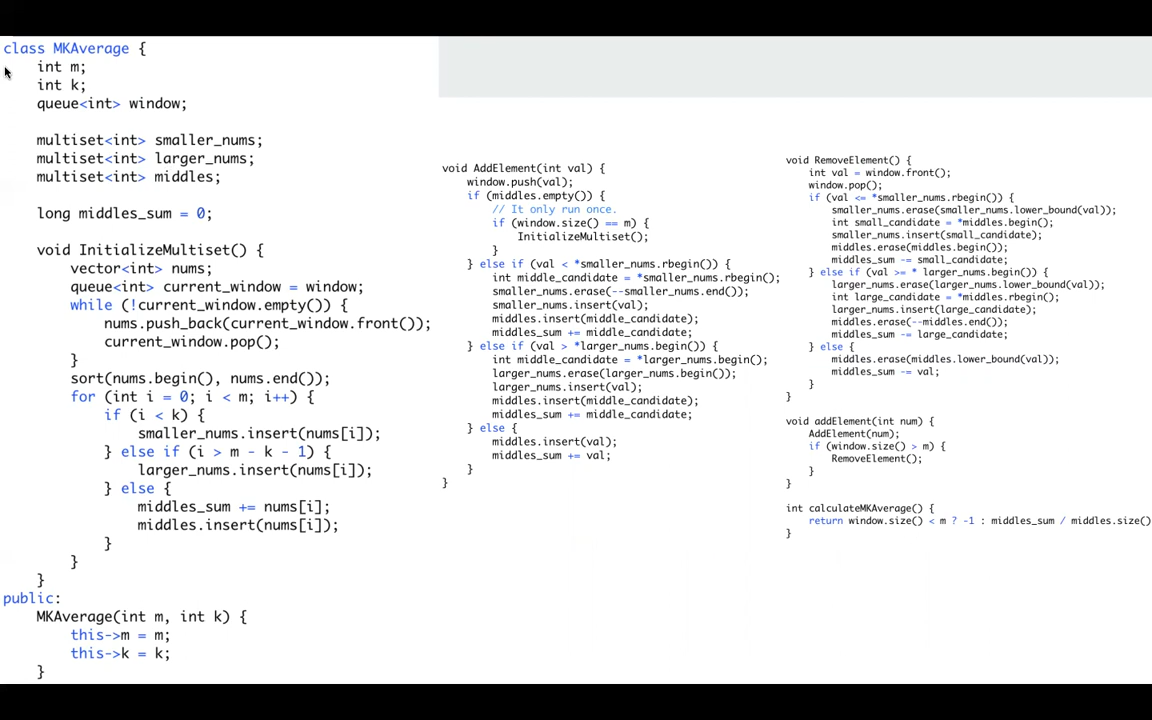 class MKAverage {
    int m;
    int k;
    queue<int> window;

    multiset<int> smaller_nums;
    multiset<int> larger_nums;
    multiset<int> middles;

    long middles_sum = 0;

    void InitializeMultiset() {
        vector<int> nums;
        queue<int> current_window = window;
        while (!current_window.empty()) {
            nums.push_back(current_window.front());
            current_window.pop();
        }
        sort(nums.begin(), nums.end());
        for (int i = 0; i < m; i++) {
            if (i < k) {
                smaller_nums.insert(nums[i]);
            } else if (i > m - k - 1) {
                larger_nums.insert(nums[i]);
            } else {
                middles_sum += nums[i];
                middles.insert(nums[i]);
            }
        }
    }
public:
    MKAverage(int m, int k) {
        this->m = m;
        this->k = k;
    }
void AddElement(int val) {
    window.push(val);
    if (middles.empty()) {
        // It only run once.
        if (window.size() == m) {
            InitializeMultiset();
        }
    } else if (val < *smaller_nums.rbegin()) {
        int middle_candidate = *smaller_nums.rbegin();
        smaller_nums.erase(--smaller_nums.end());
        smaller_nums.insert(val);
        middles.insert(middle_candidate);
        middles_sum += middle_candidate;
    } else if (val > *larger_nums.begin()) {
        int middle_candidate = *larger_nums.begin();
        larger_nums.erase(larger_nums.begin());
        larger_nums.insert(val);
        middles.insert(middle_candidate);
        middles_sum += middle_candidate;
    } else {
        middles.insert(val);
        middles_sum += val;
    }
}
void RemoveElement() {
    int val = window.front();
    window.pop();
    if (val <= *smaller_nums.rbegin()) {
        smaller_nums.erase(smaller_nums.lower_bound(val));
        int small_candidate = *middles.begin();
        smaller_nums.insert(small_candidate);
        middles.erase(middles.begin());
        middles_sum -= small_candidate;
    } else if (val >= * larger_nums.begin()) {
        larger_nums.erase(larger_nums.lower_bound(val));
        int large_candidate = *middles.rbegin();
        larger_nums.insert(large_candidate);
        middles.erase(--middles.end());
        middles_sum -= large_candidate;
    } else {
        middles.erase(middles.lower_bound(val));
        middles_sum -= val;
    }
}

void addElement(int num) {
    AddElement(num);
    if (window.size() > m) {
        RemoveElement();
    }
}

int calculateMKAverage() {
    return window.size() < m ? -1 : middles_sum / middles.size()
}